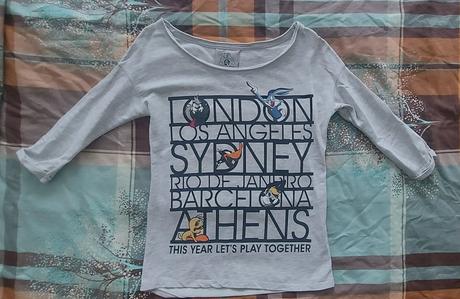 LONDON
LOS ANGELES
SYDNEY
RIO DE JANEIRO
BARCELONA
ATHENS
THIS YEAR LET'S PLAY TOGETHER